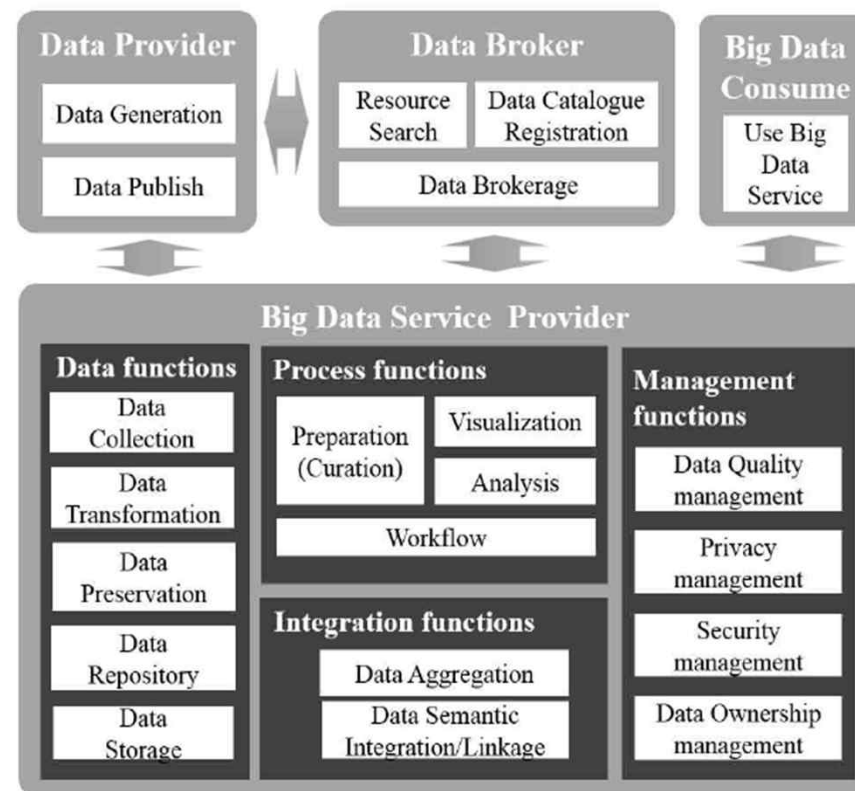 Data Provider
Data Generation
Data Publish
Data Broker
Resource
Search
Data Catalogue
Registration
Data Brokerage
Big Data
Consume
Use Big
Data
Service
Big Data Service Provider
Data functions
Data
Collection
Data
Transformation
Data
Preservation
Data
Repository
Data
Storage
Process functions
Preparation
(Curation)
Visualization
Analysis
Workflow
Integration functions
Data Aggregation
Data Semantic
Integration/Linkage
Management
functions
Data Quality
management
Privacy
management
Security
management
Data Ownership
management